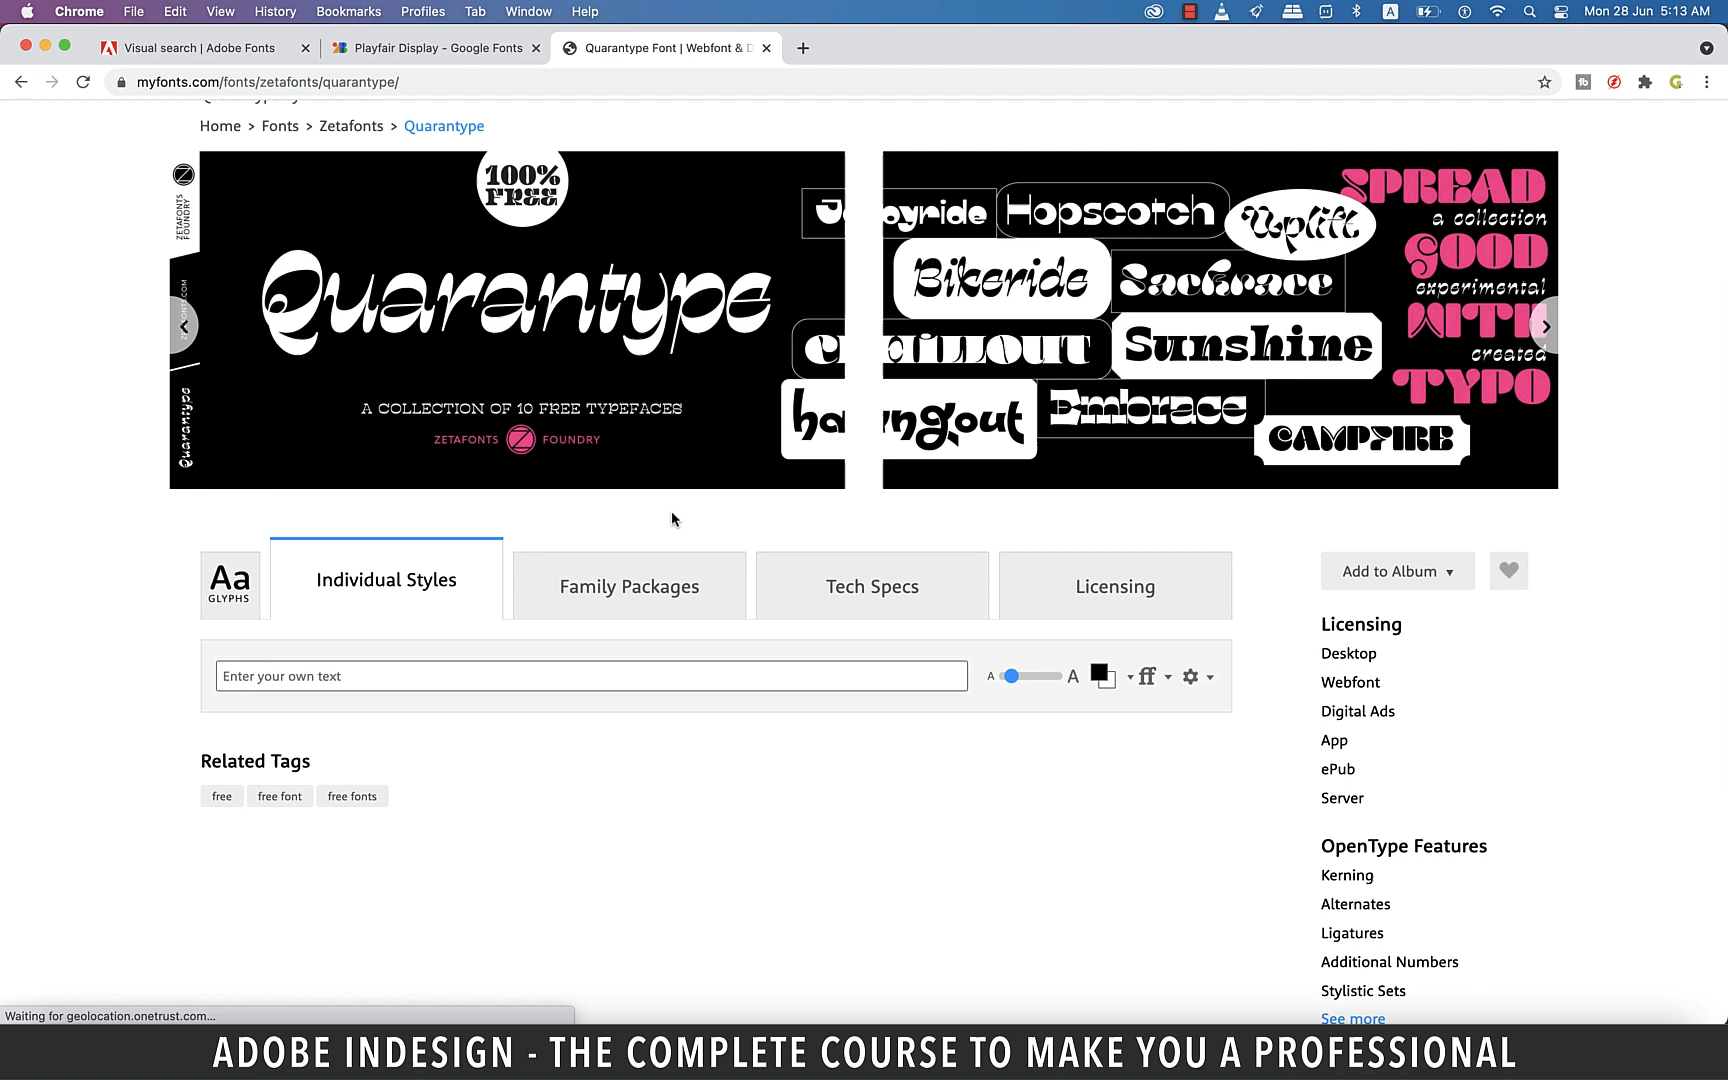 Chrome File Edit View History Bookmarks Profiles Tab Window Help
A
Mon 28 Jun 5:13 AM
Visual search | Adobe Fonts
Playfair Display - Google Fonts
Quarantype Font | Webfont & D
myfonts.com/fonts/zetafonts/quarantype/
Home > Fonts > Zetafonts > Quarantype
ZETAFONTS
FOUNDRY
Quarantype
100%
FREE
Quarantype
A COLLECTION OF 10 FREE TYPEFACES
ZETAFONTS Z FOUNDRY
Joyride Hopscotch Uplift
Bikeride Sackrace
chillout Sunshine
hangout Embrace
CAMPFIRE
SPREAD
a collection
GOOD
experimental
WITH
created
TYPO
Aa
GLYPHS
Individual Styles
Family Packages
Tech Specs
Licensing
Enter your own text
A A ff
Related Tags
free
free font
free fonts
Add to Album
Licensing
Desktop
Webfont
Digital Ads
App
ePub
Server
OpenType Features
Kerning
Alternates
Ligatures
Additional Numbers
Stylistic Sets
See more
Waiting for geolocation.onetrust.com...
ADOBE INDESIGN - THE COMPLETE COURSE TO MAKE YOU A PROFESSIONAL